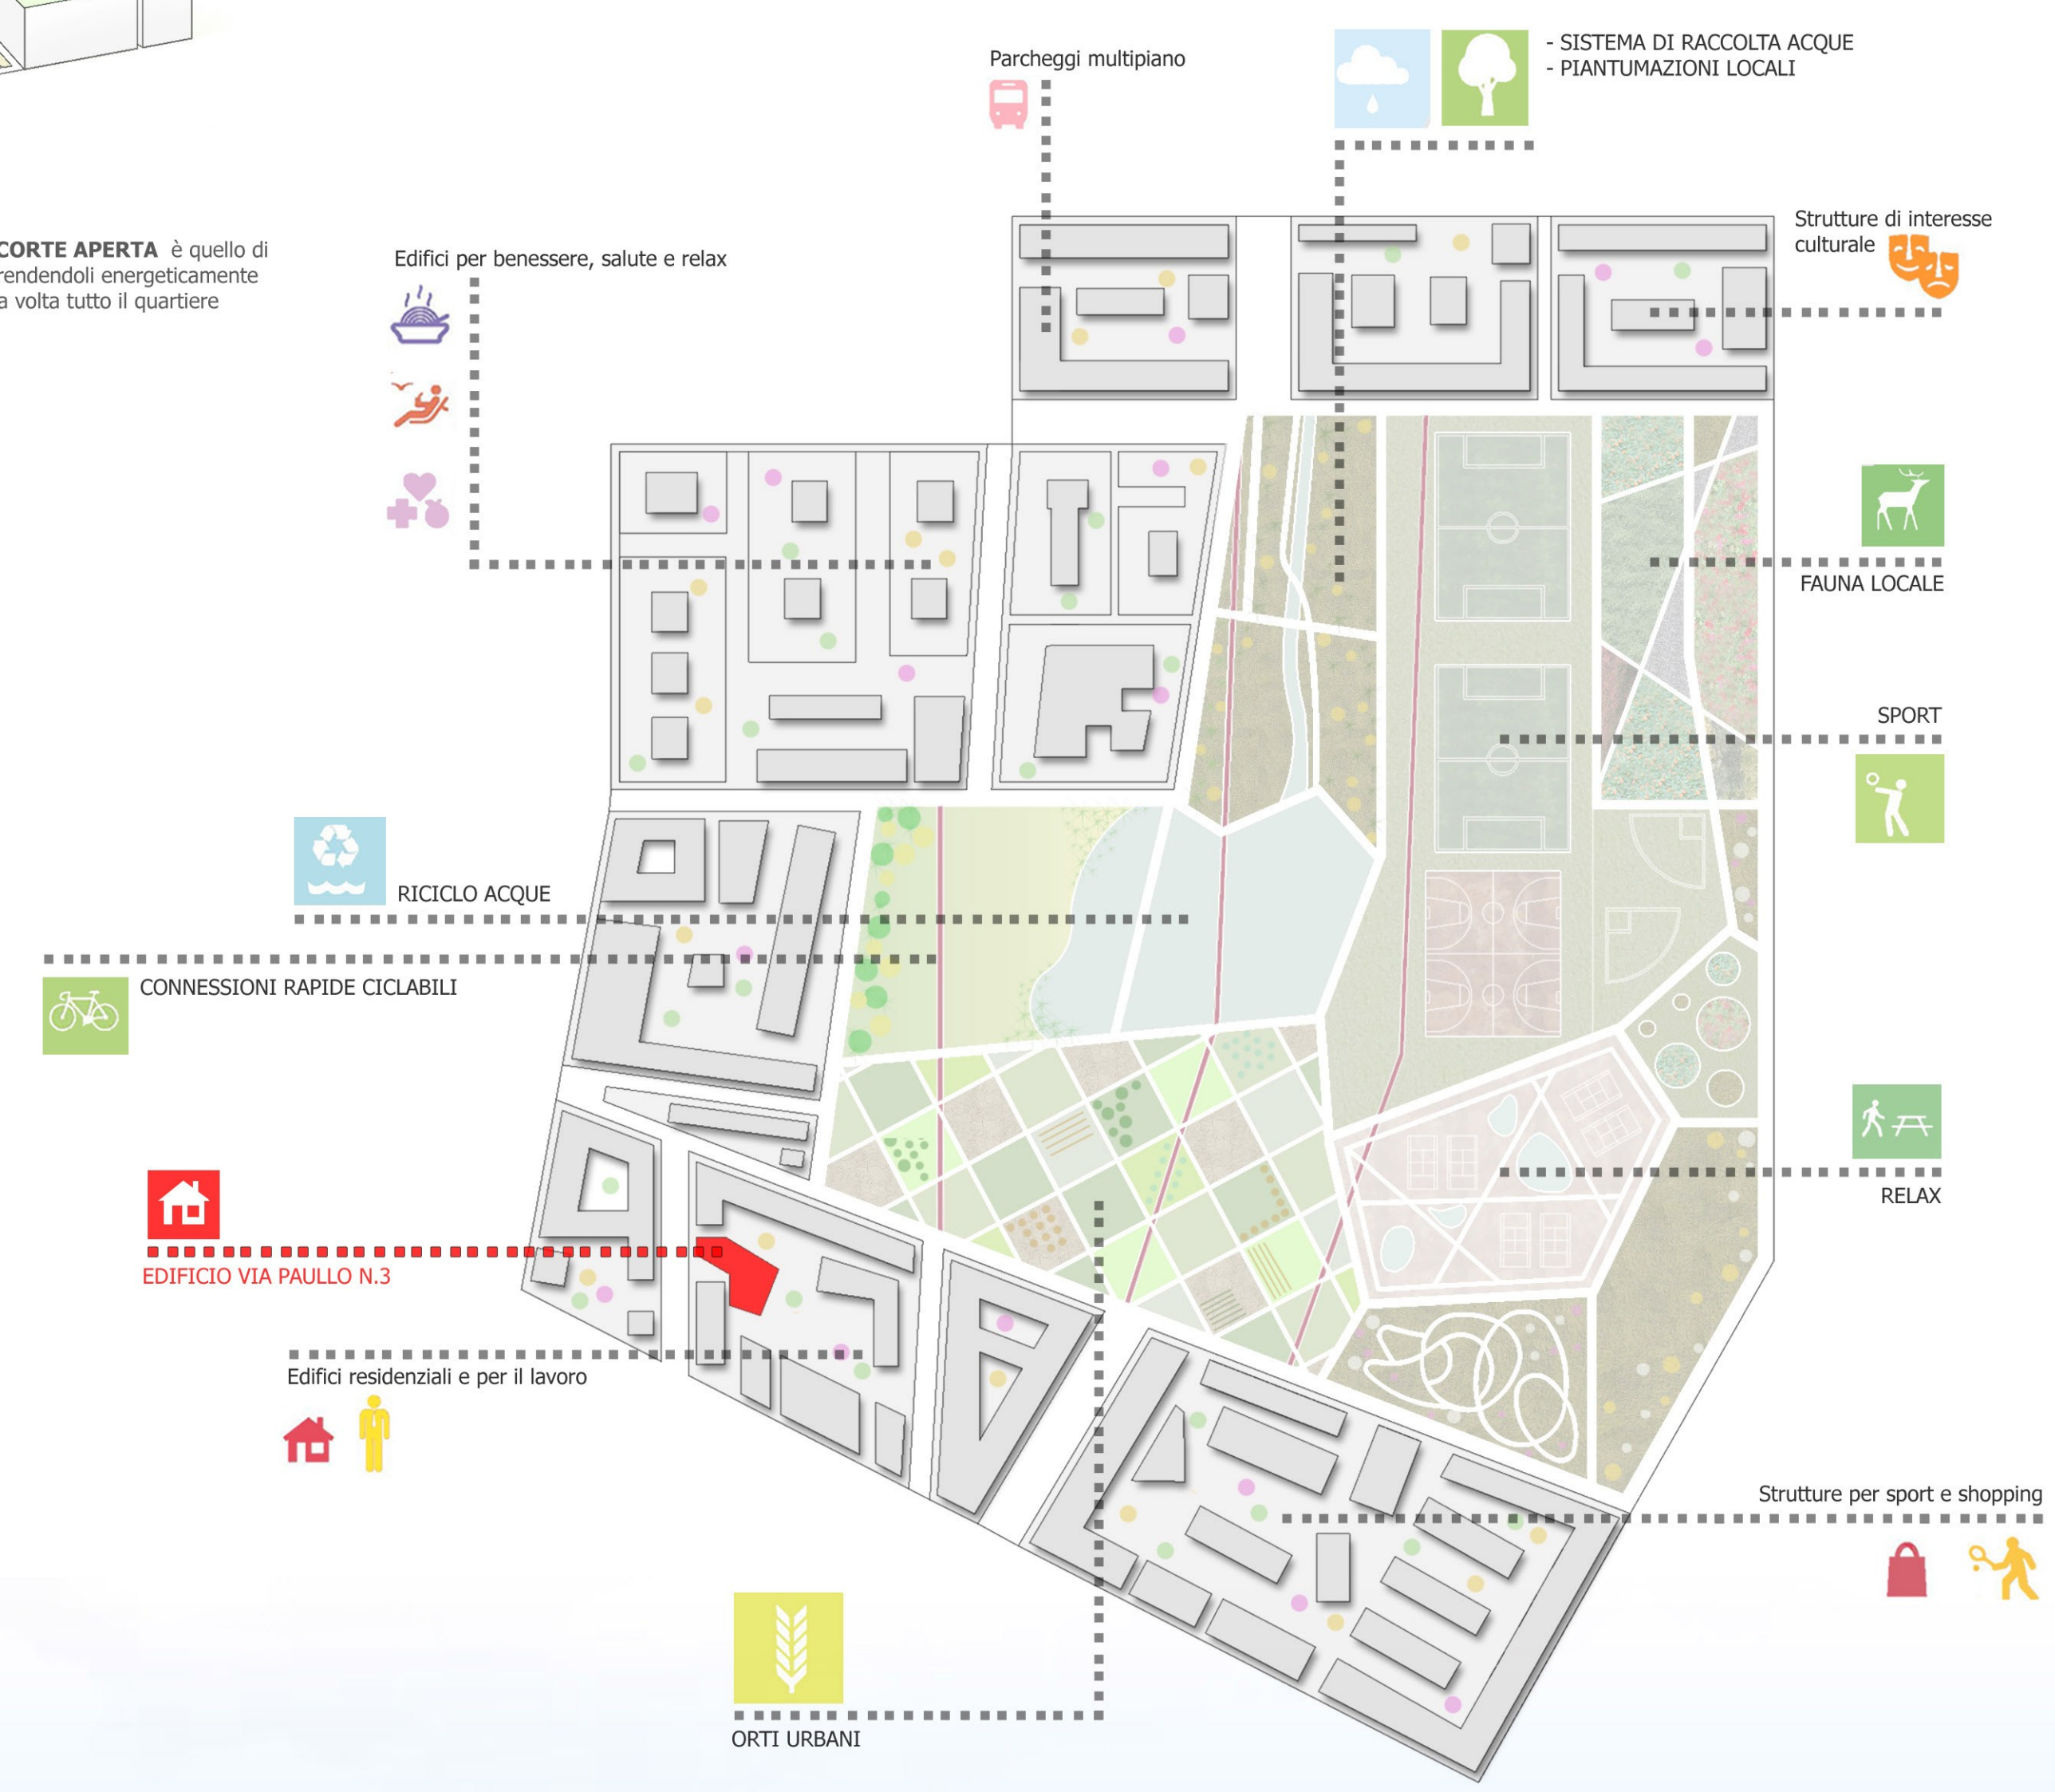 Parcheggi multipiano
- SISTEMA DI RACCOLTA ACQUE
- PIANTUMAZIONI LOCALI
Strutture di interesse
culturale
CORTE APERTA è quello di
rendendoli energeticamente
a volta tutto il quartiere
Edifici per benessere, salute e relax
FAUNA LOCALE
SPORT
RICICLO ACQUE
CONNESSIONI RAPIDE CICLABILI
RELAX
EDIFICIO VIA PAULLO N.3
Edifici residenziali e per il lavoro
Strutture per sport e shopping
ORTI URBANI